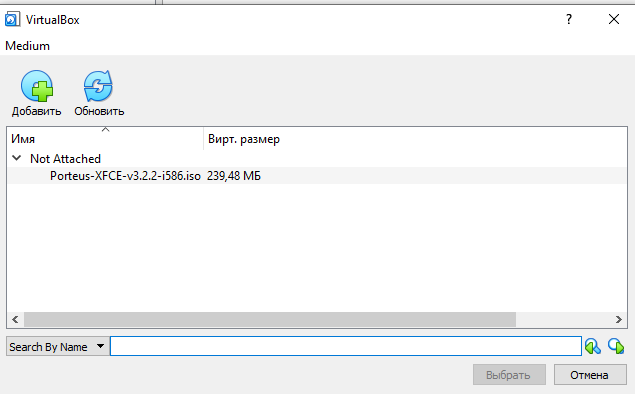 VirtualBox
?
Medium
Добавить Обновить
Имя Вирт. размер
Not Attached
Porteus-XFCE-v3.2.2-i586.iso 239,48 МБ
Search By Name
Выбрать Отмена